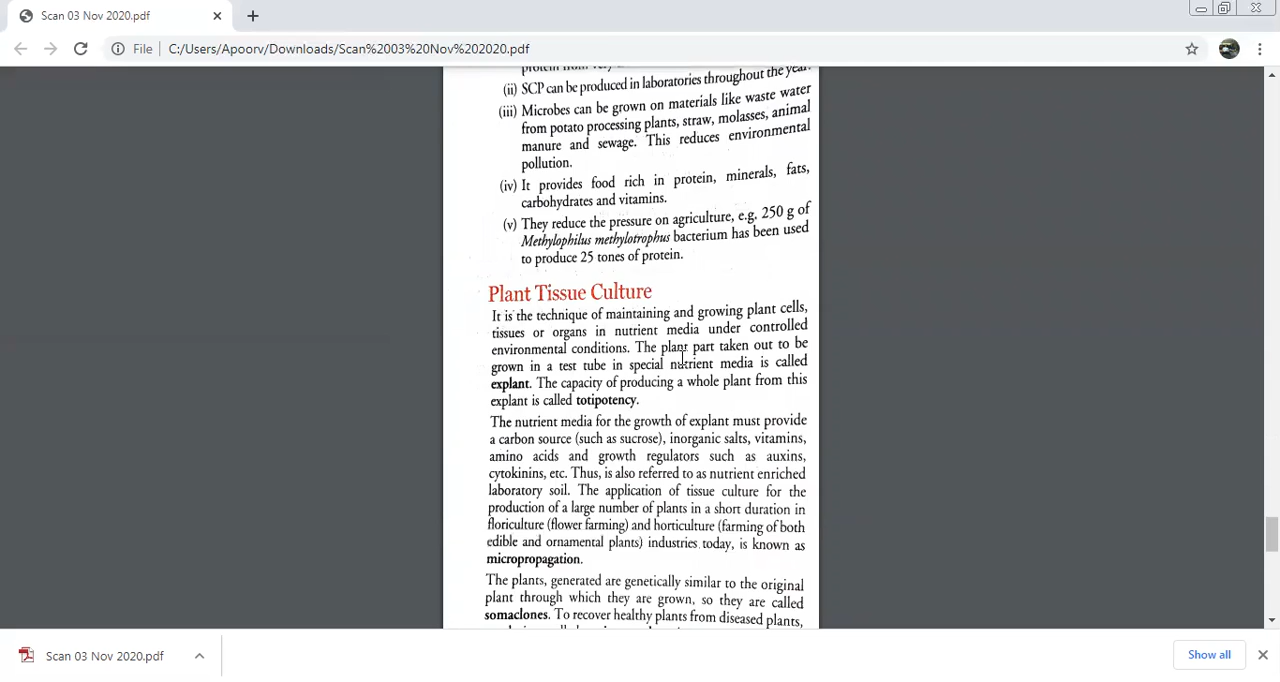 Scan 03 Nov 2020.pdf
File C:/Users/Apoorv/Downloads/Scan%2003%20Nov%202020.pdf
protein from
(ii) SCP can be produced in laboratories throughout the year.
(iii) Microbes can be grown on materials like waste water
from potato processing plants, straw, molasses, animal
manure and sewage. This reduces environmental
pollution.
(iv) It provides food rich in protein, minerals, fats,
carbohydrates and vitamins.
(v) They reduce the pressure on agriculture, e.g. 250 g of
Methylophilus methylotrophus bacterium has been used
to produce 25 tones of protein.
Plant Tissue Culture
It is the technique of maintaining and growing plant cells,
tissues or organs in nutrient media under controlled
environmental conditions. The plant part taken out to be
grown in a test tube in special nutrient media is called
explant. The capacity of producing a whole plant from this
explant is called totipotency.
The nutrient media for the growth of explant must provide
a carbon source (such as sucrose), inorganic salts, vitamins,
amino acids and growth regulators such as auxins,
cytokinins, etc. Thus, is also referred to as nutrient enriched
laboratory soil. The application of tissue culture for the
production of a large number of plants in a short duration in
floriculture (flower farming) and horticulture (farming of both
edible and ornamental plants) industries today, is known as
micropropagation.
The plants, generated are genetically similar to the original
plant through which they are grown, so they are called
somaclones. To recover healthy plants from diseased plants,
Scan 03 Nov 2020.pdf
Show all